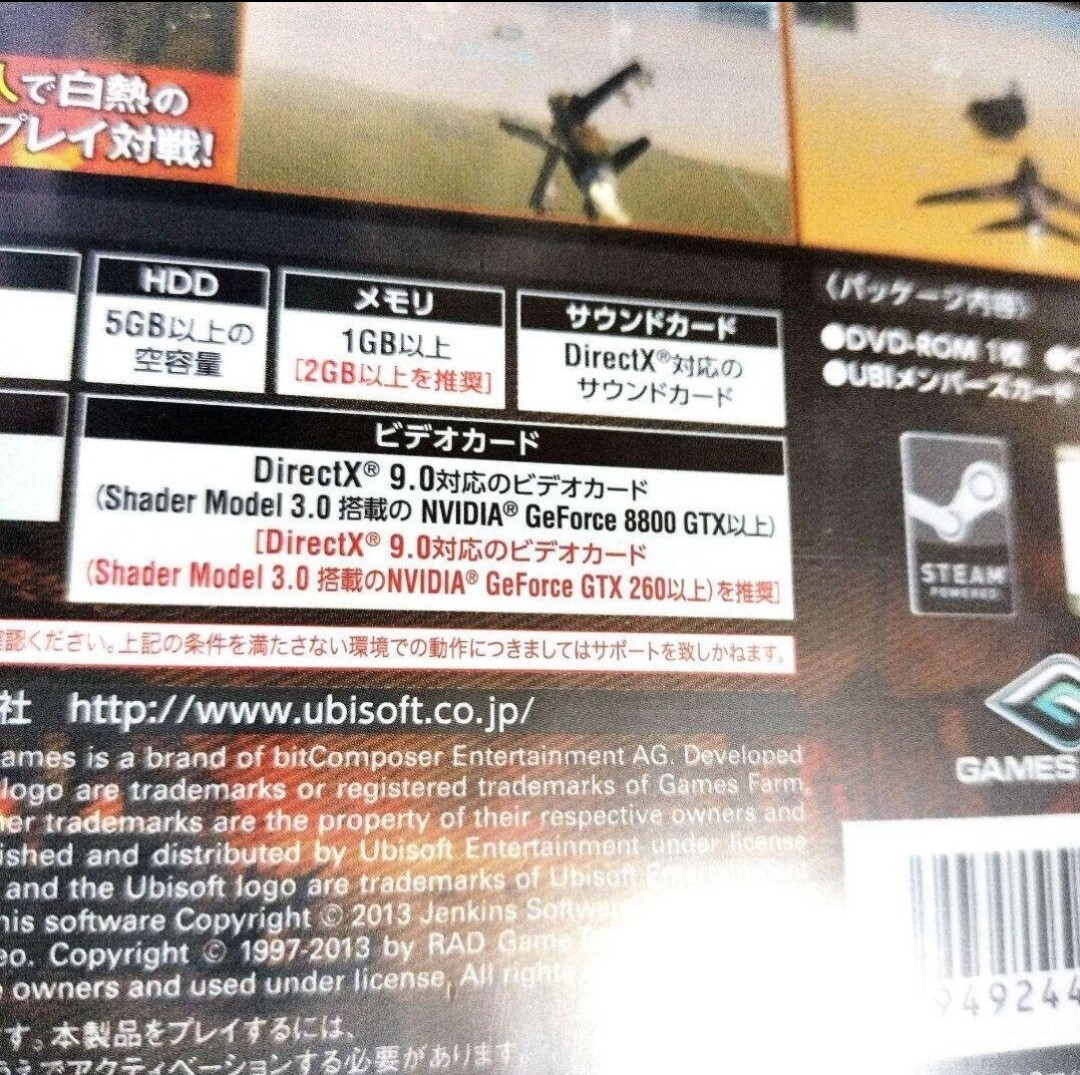 人で白熱の
プレイ対戦!
HDD
5GB以上の
空容量
メモリ
1GB以上
[2GB以上を推奨]
サウンドカード
DirectX®対応の
サウンドカード
ビデオカード
DirectX® 9.0対応のビデオカード
(Shader Model 3.0 搭載の NVIDIA® GeForce 8800 GTX以上)
[DirectX® 9.0対応のビデオカード
(Shader Model 3.0 搭載のNVIDIA® GeForce GTX 260以上)を推奨]
〈パッケージ内容〉
●DVD-ROM 1枚
●UBIメンバーズカード
STEAM
POWERED
認ください。上記の条件を満たさない環境での動作につきましてはサポートを致しかねます。
社 http://www.ubisoft.co.jp/
ames is a brand of bitComposer Entertainment AG. Developed
logo are trademarks or registered trademarks of Games Farm,
er trademarks are the property of their respective owners and
ished and distributed by Ubisoft Entertainment under license
and the Ubisoft logo are trademarks of Ubisoft Entertainment
his software Copyright © 2013 Jenkins Softwar
eo. Copyright © 1997-2013 by RAD Game
owners and used under license, All rights
す。本製品をプレイするには、
うえでアクティベーションする必要があります。
GAMES
949244